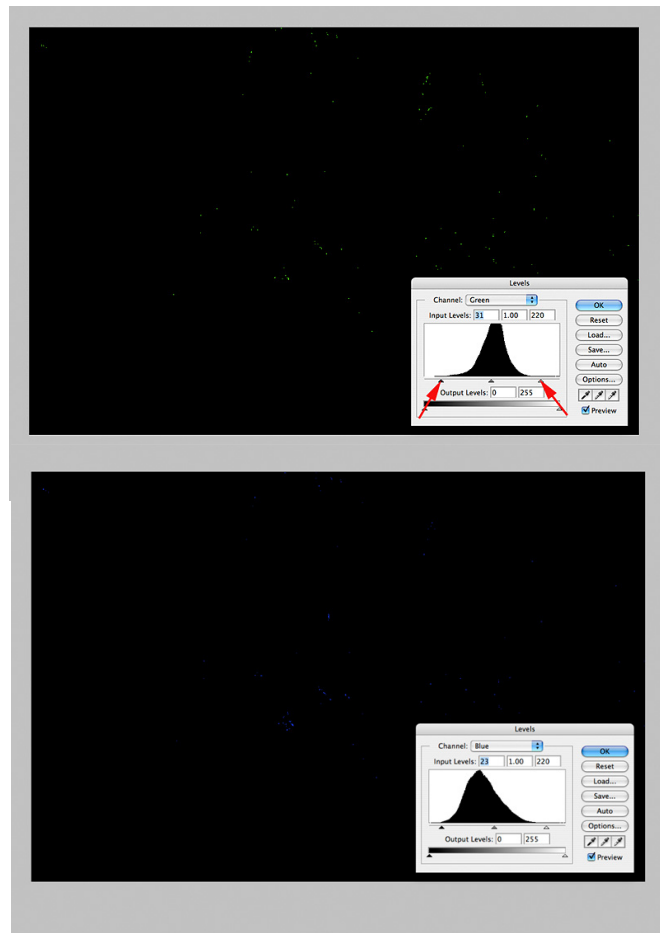 Levels
Channel: Green
OK
Input Levels: 31 1.00 220
Reset
Load...
Save...
Auto
Options...
Output Levels: 0 255
Preview
Levels
Channel: Blue
OK
Input Levels: 23 1.00 220
Reset
Load...
Save...
Auto
Options...
Output Levels: 0 255
Preview